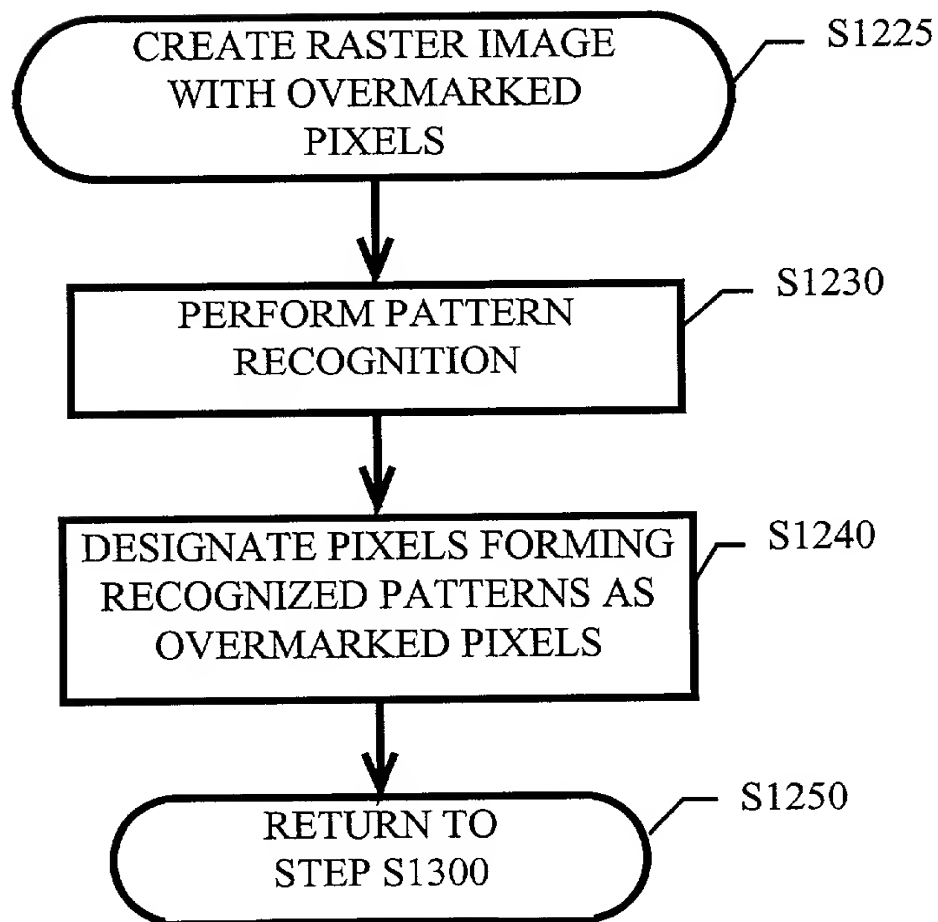 CREATE RASTER IMAGE
WITH OVERMARKED
PIXELS
S1225
PERFORM PATTERN
RECOGNITION
S1230
DESIGNATE PIXELS FORMING
RECOGNIZED PATTERNS AS
OVERMARKED PIXELS
S1240
RETURN TO
STEP S1300
S1250